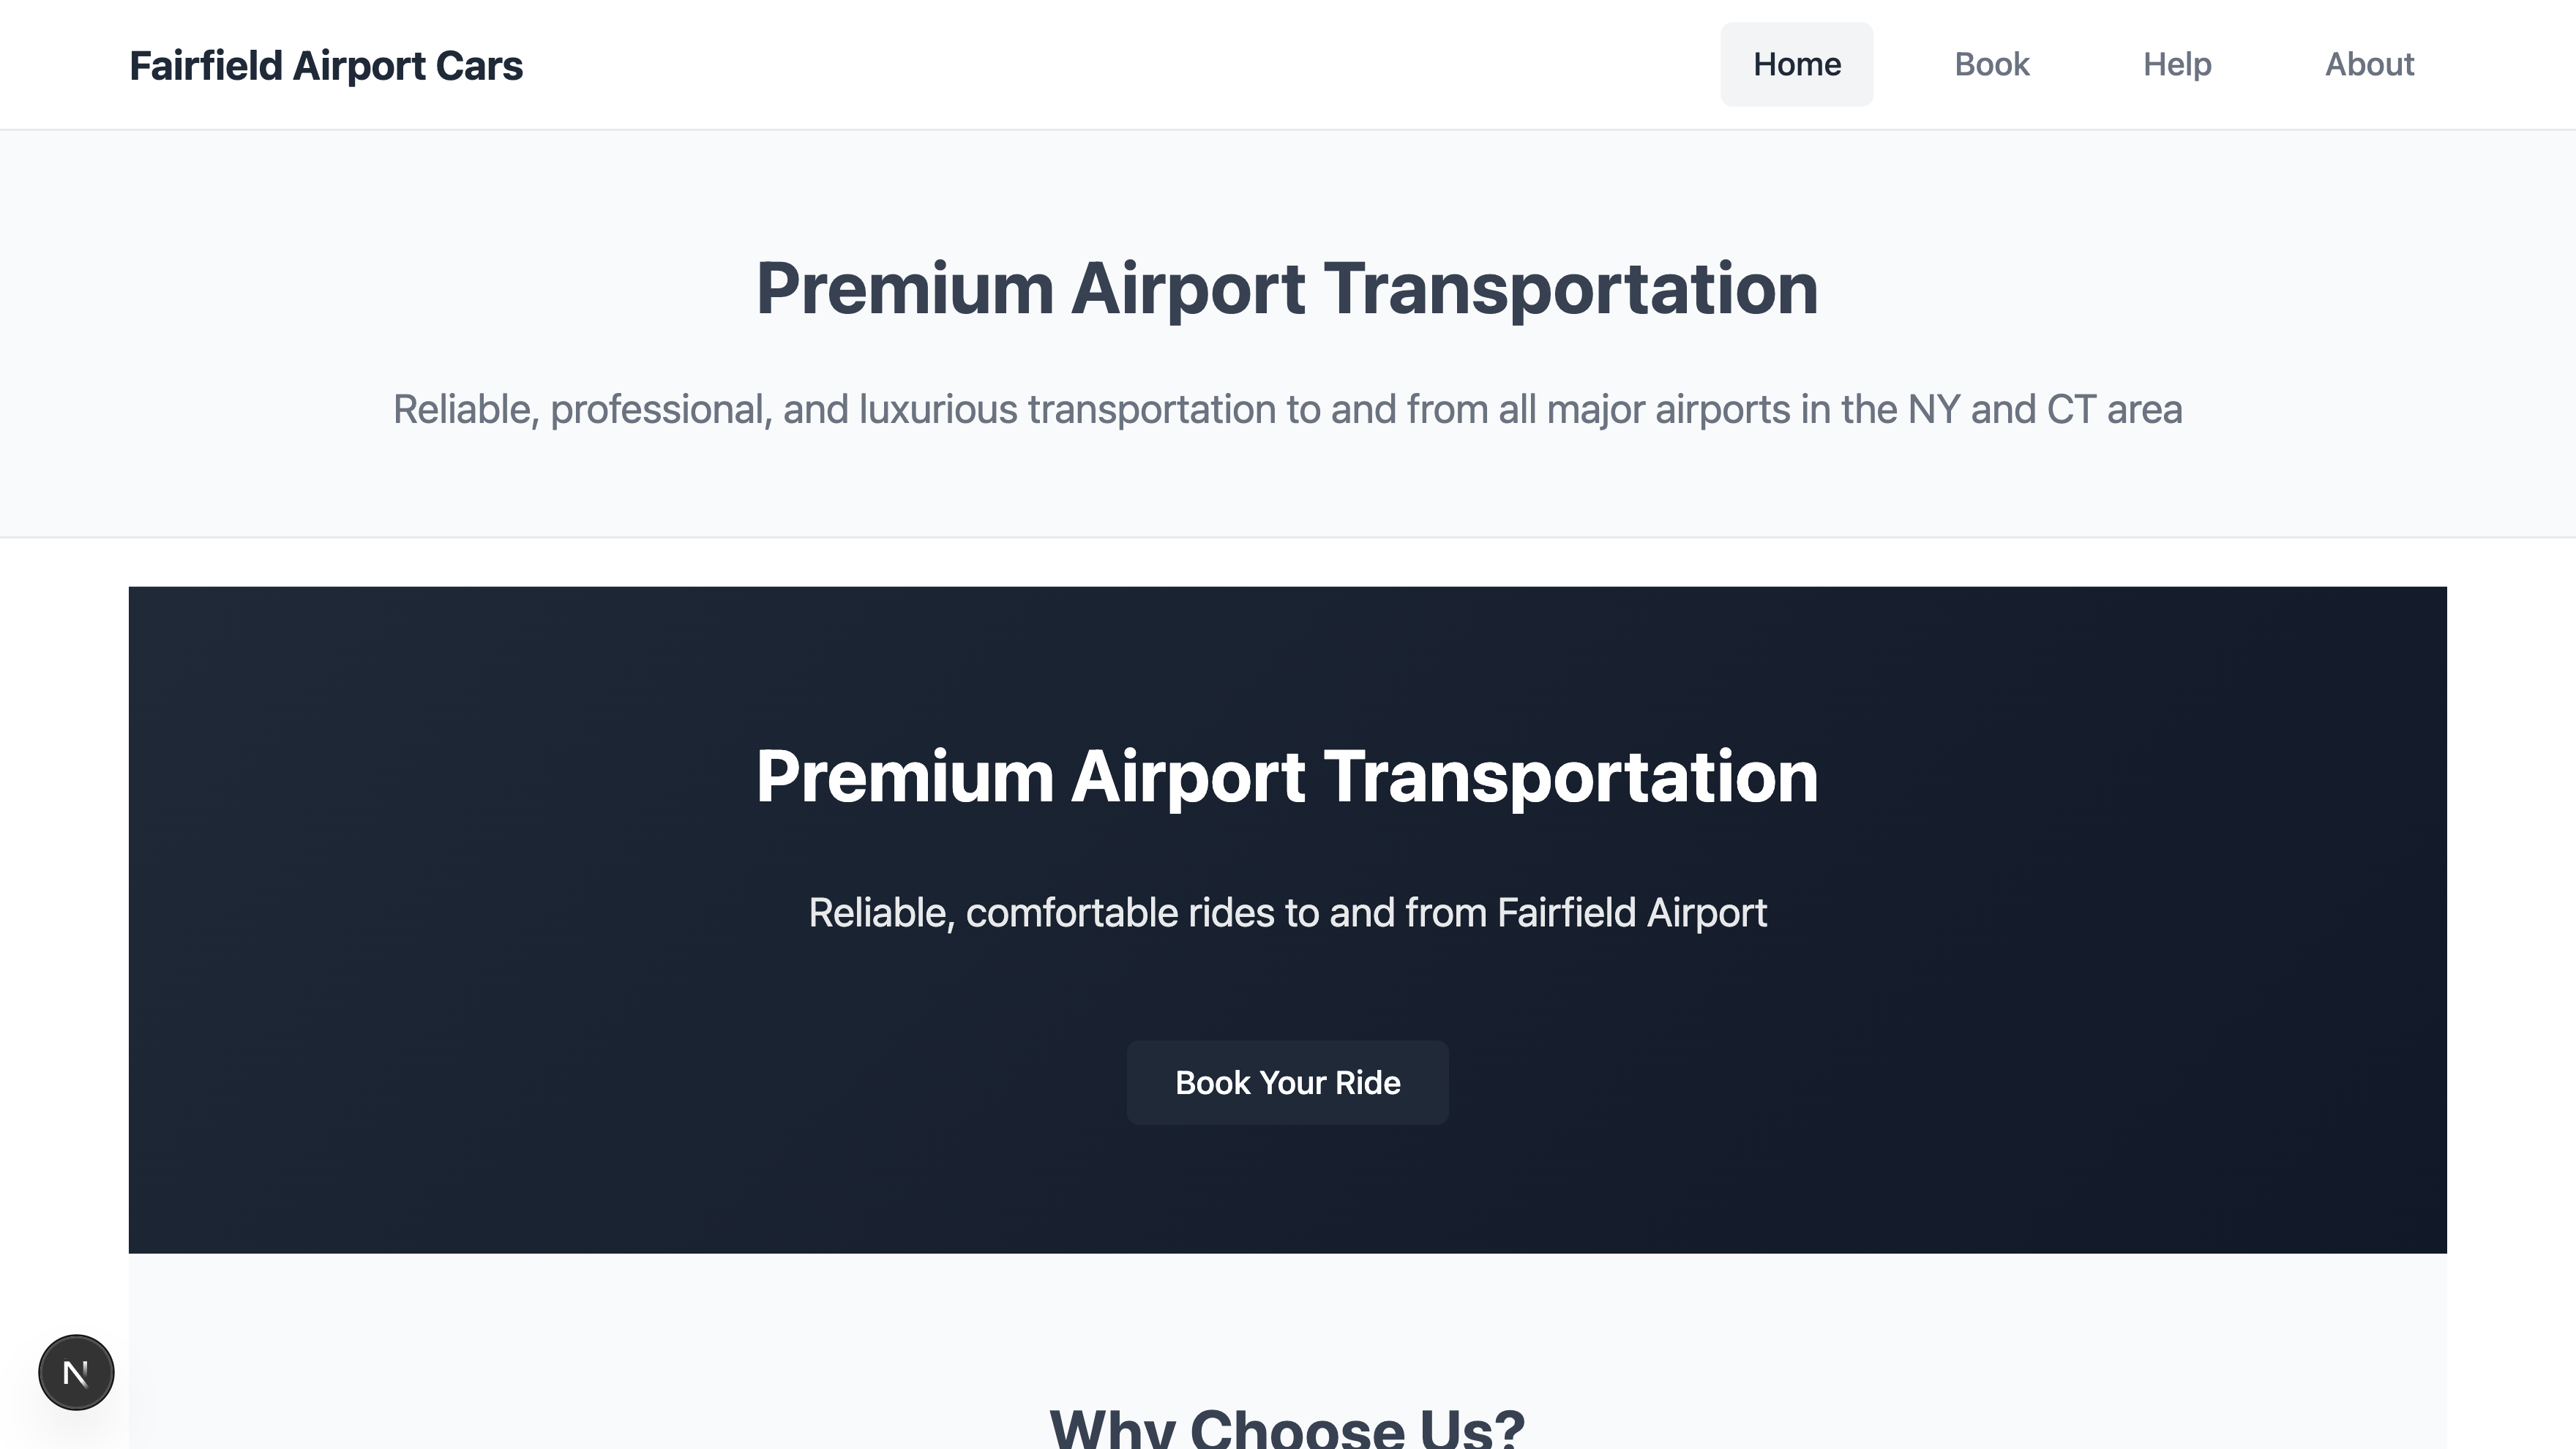 Fairfield Airport Cars
Home
Book
Help
About
Premium Airport Transportation
Reliable, professional, and luxurious transportation to and from all major airports in the NY and CT area
Premium Airport Transportation
Reliable, comfortable rides to and from Fairfield Airport
Book Your Ride
N
Why Choose Us?